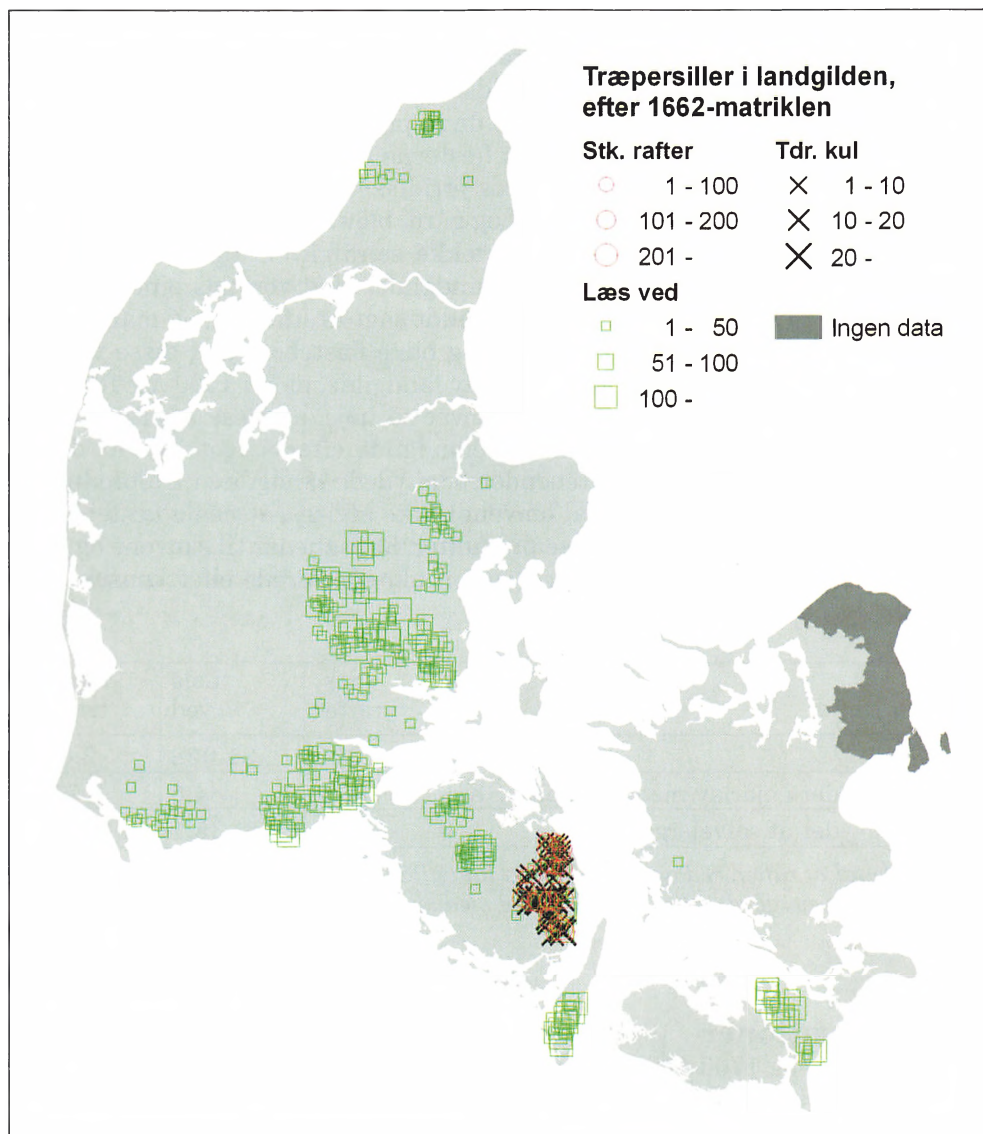 Træpersiller i landgilden,
efter 1662-matriklen
Stk. rafter
1 - 100
101 - 200
201 -
Læs ved
1 - 50
51 - 100
100 -
Tdr. kul
1 - 10
10 - 20
20 -
Ingen data